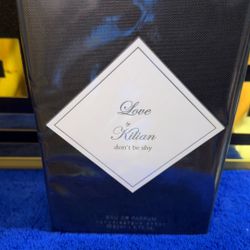 Love
by
Kilian
don't be shy
EAU DE PARFUM